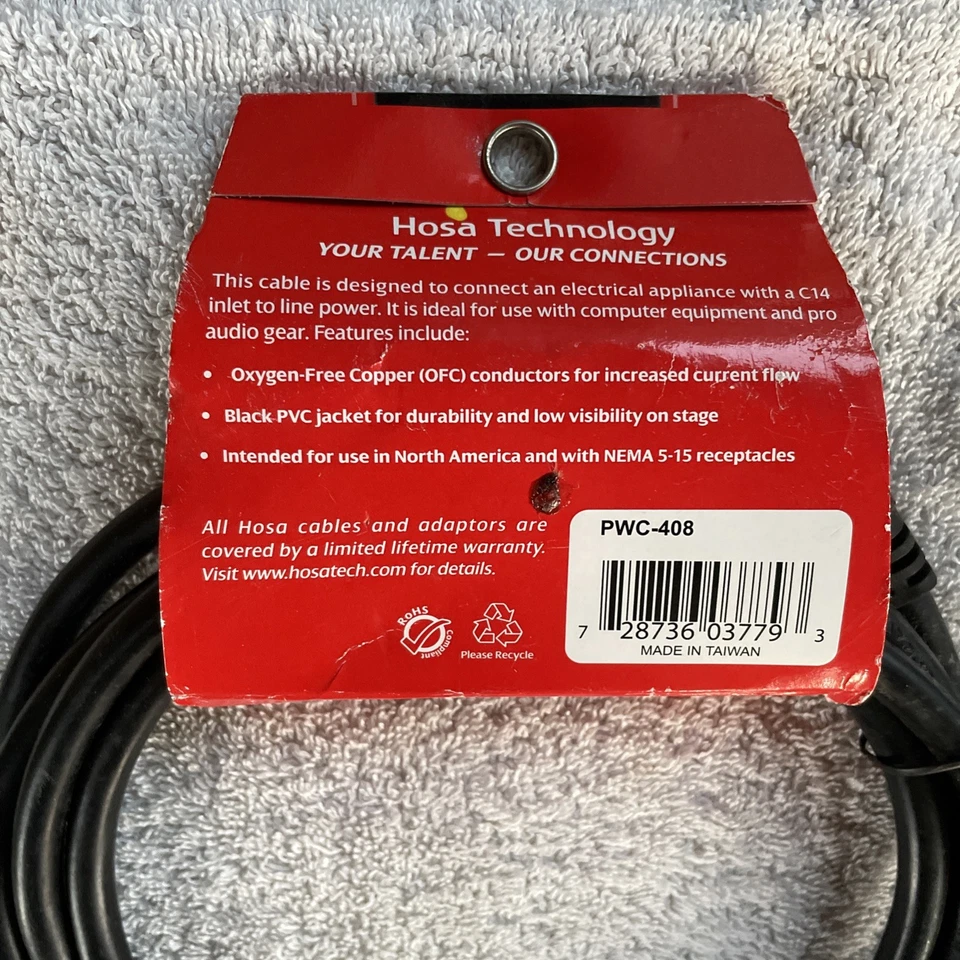 Hosa Technology
YOUR TALENT — OUR CONNECTIONS
This cable is designed to connect an electrical appliance with a C14
inlet to line power. It is ideal for use with computer equipment and pro
audio gear. Features include:
• Oxygen-Free Copper (OFC) conductors for increased current flow
• Black PVC jacket for durability and low visibility on stage
• Intended for use in North America and with NEMA 5-15 receptacles
All Hosa cables and adaptors are
covered by a limited lifetime warranty.
Visit www.hosatech.com for details.
RoHS
Compliant
Please Recycle
PWC-408
7 28736 03779 3
MADE IN TAIWAN